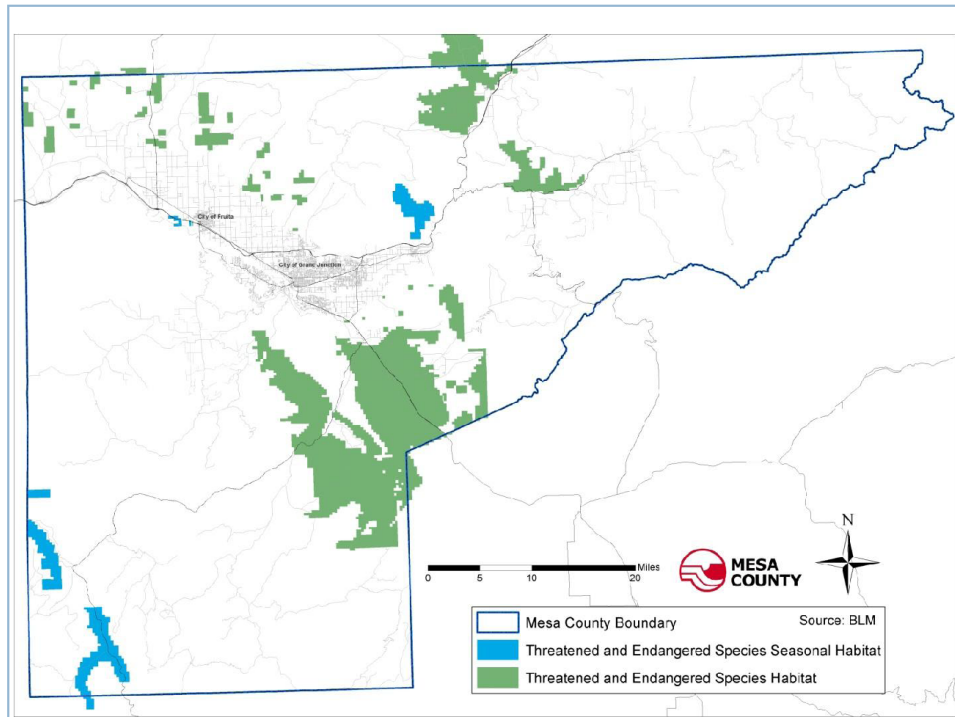 City of Fruita
City of Grand Junction
N
0 5 10 20 Miles
MESA
COUNTY
Mesa County Boundary Source: BLM
Threatened and Endangered Species Seasonal Habitat
Threatened and Endangered Species Habitat